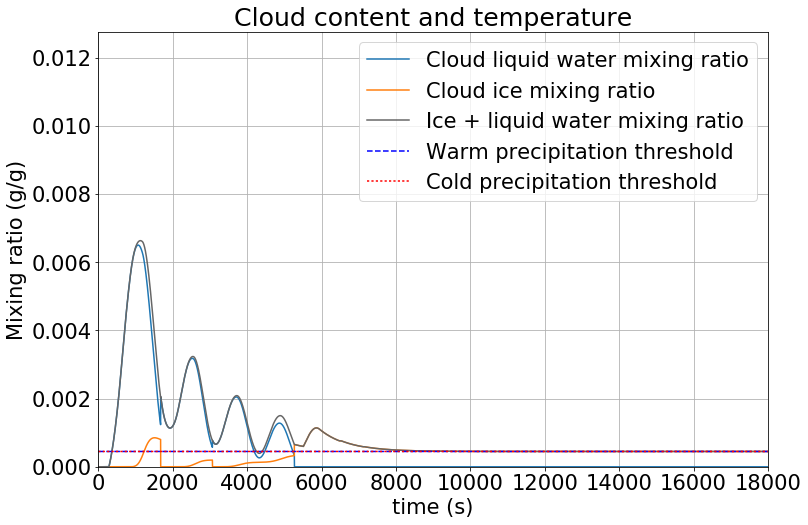 Cloud content and temperature
Mixing ratio (g/g)
0.012
0.010
0.008
0.006
0.004
0.002
0.000
Cloud liquid water mixing ratio
Cloud ice mixing ratio
Ice + liquid water mixing ratio
Warm precipitation threshold
Cold precipitation threshold
0 2000 4000 6000 8000 10000 12000 14000 16000 18000
time (s)